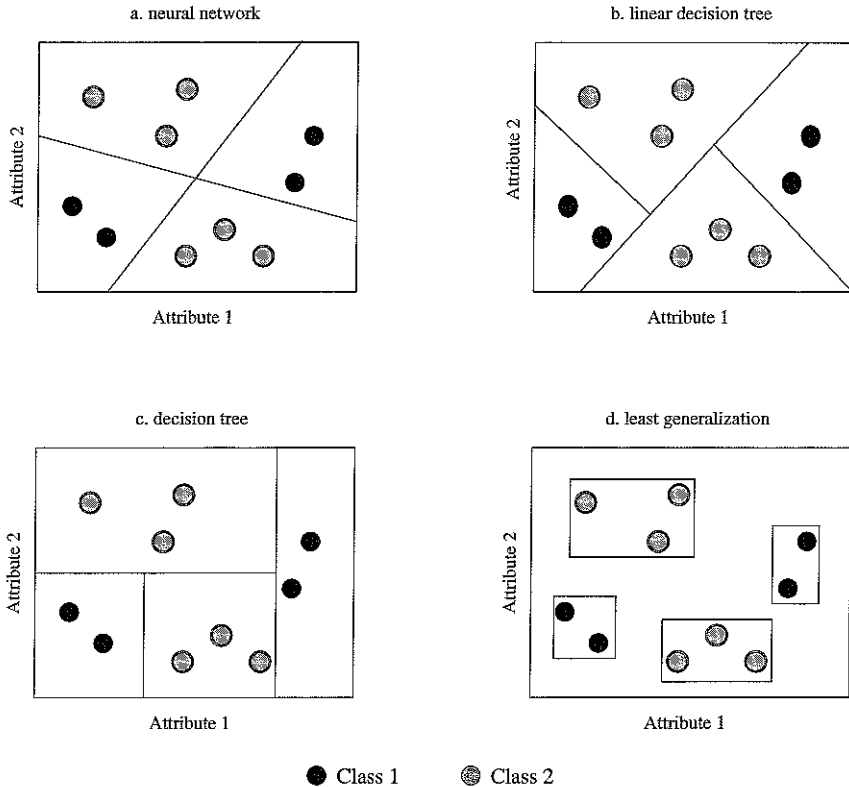 a. neural network
b. linear decision tree
Attribute 2
Attribute 2
Attribute 1
Attribute 1
c. decision tree
d. least generalization
Attribute 2
Attribute 2
Attribute 1
Attribute 1
Class 1
Class 2